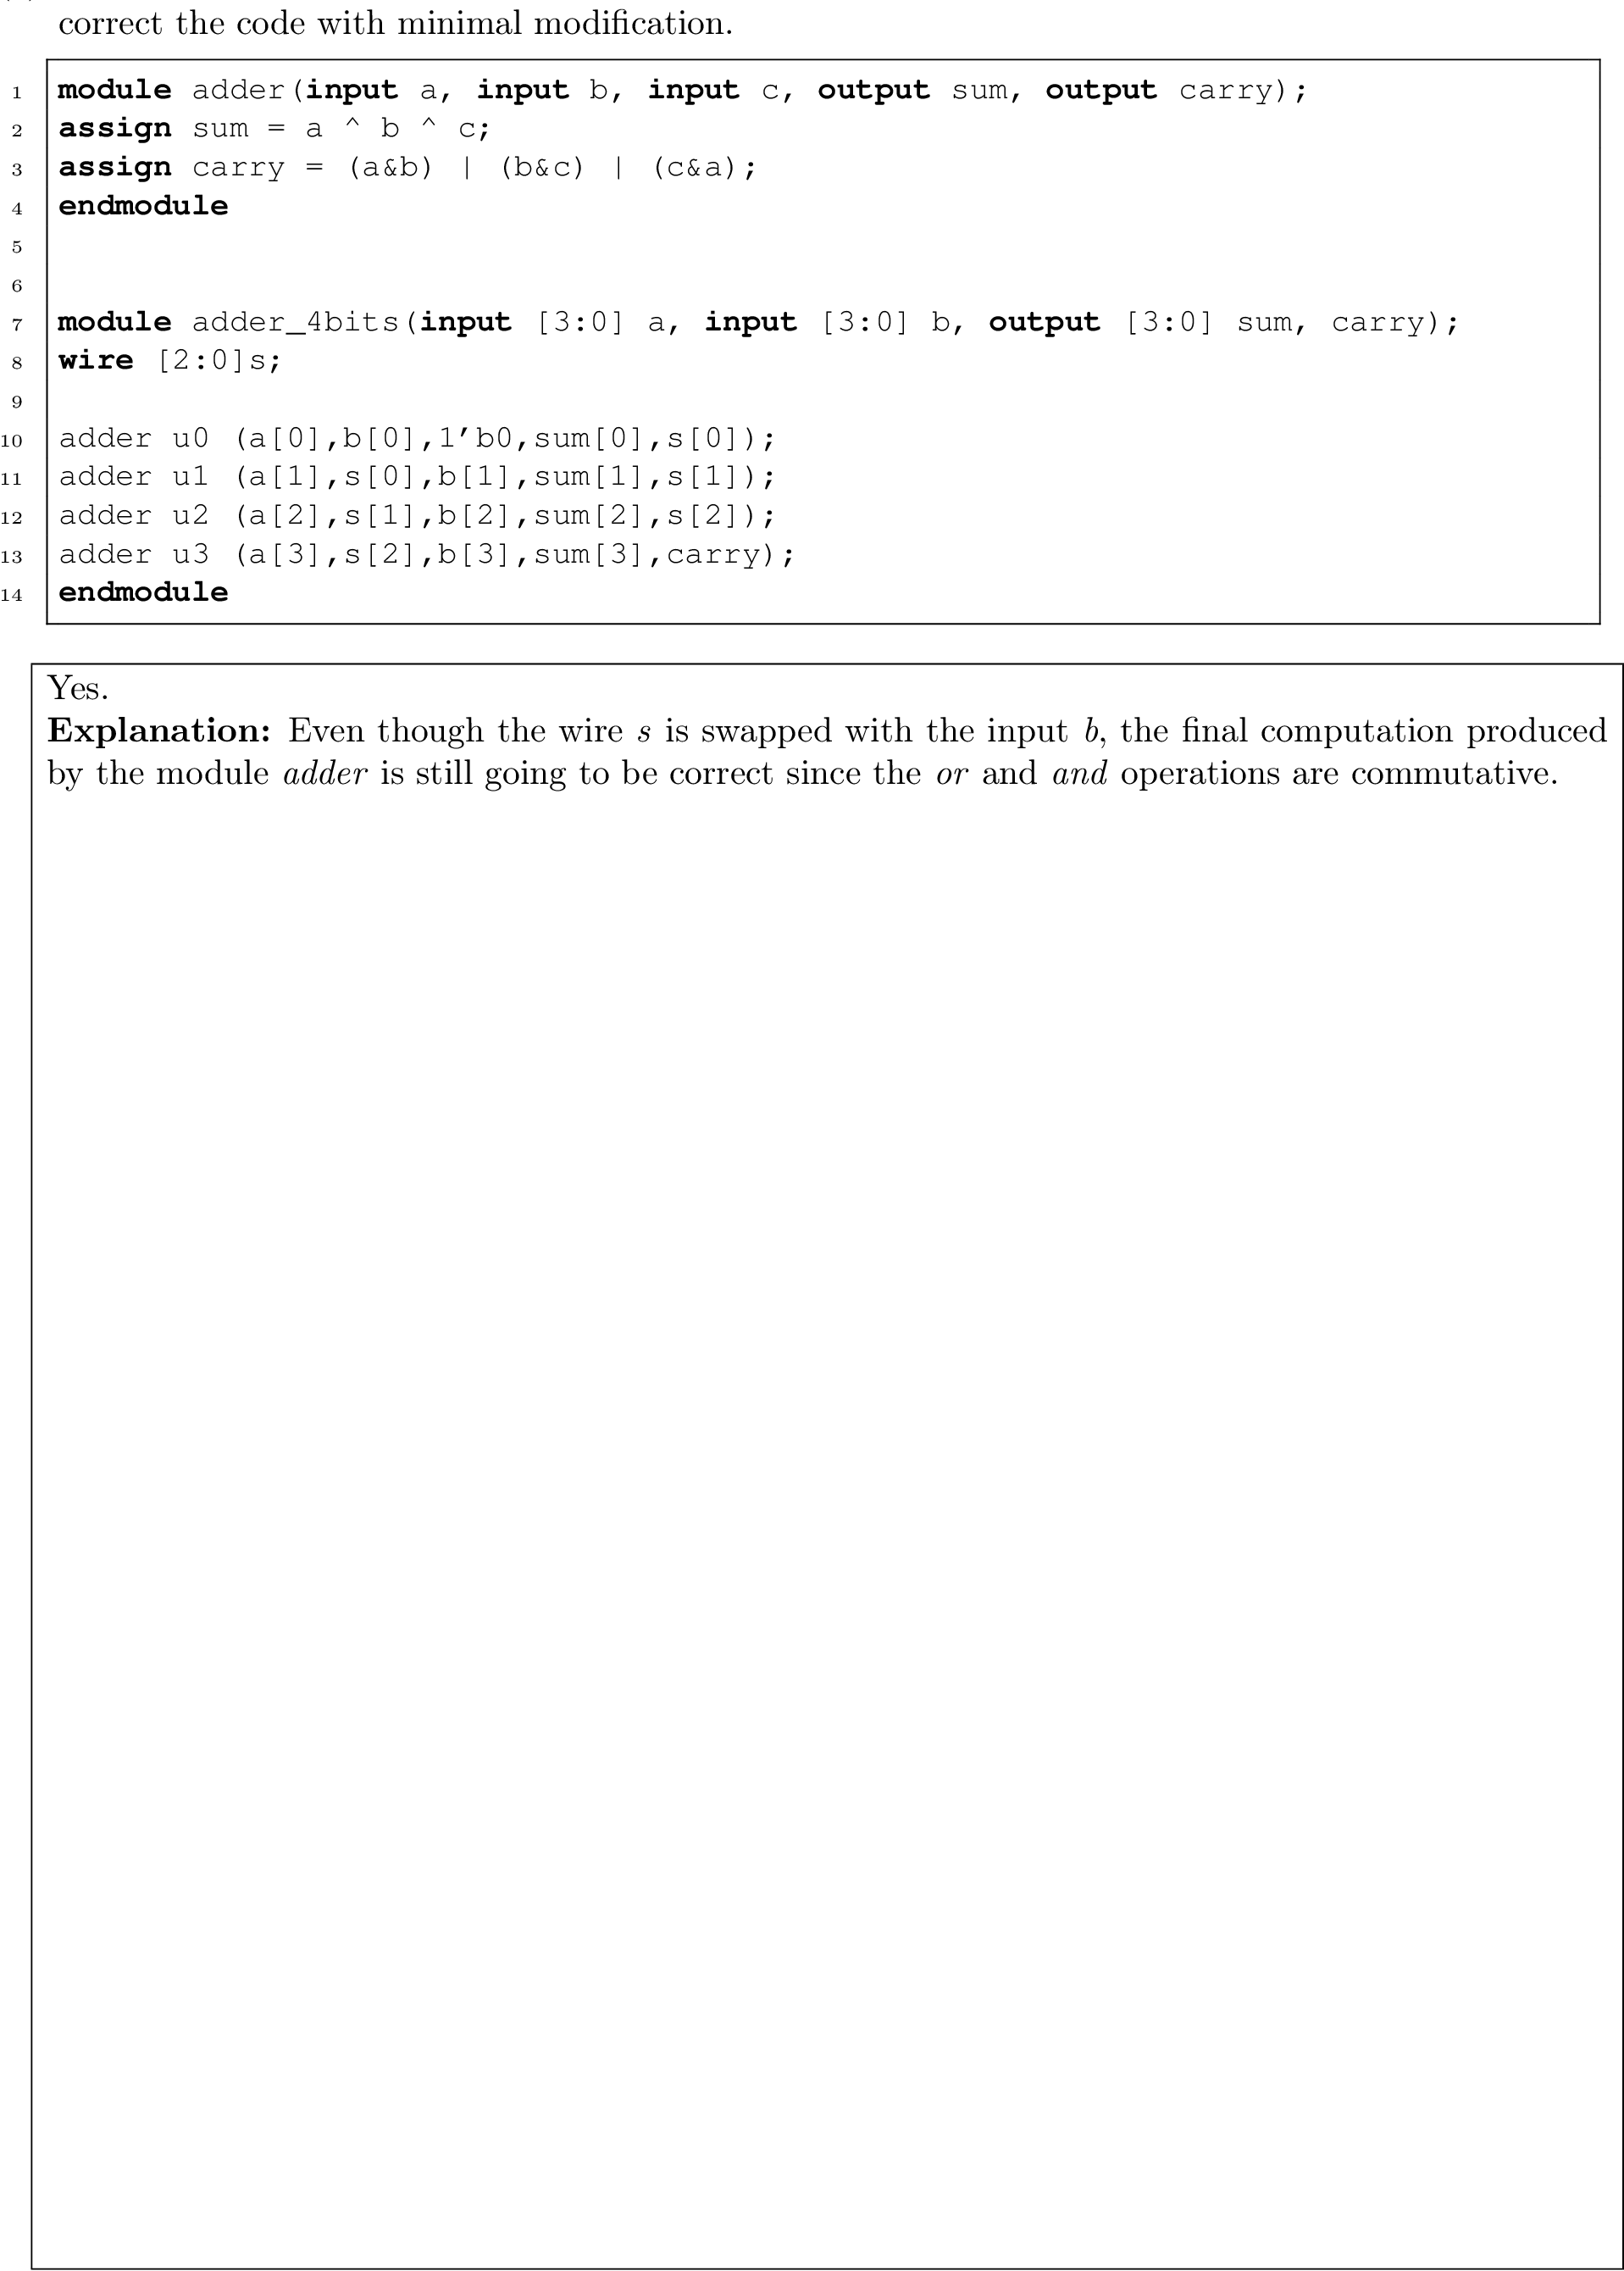 correct the code with minimal modification.
1 module adder(input a, input b, input c, output sum, output carry);
2 assign sum = a ^ b ^ c;
3 assign carry = (a&b) | (b&c) | (c&a);
4 endmodule
5
6
7 module adder_4bits(input [3:0] a, input [3:0] b, output [3:0] sum, carry);
8 wire [2:0]s;
9
10 adder u0 (a[0],b[0],1’b0,sum[0],s[0]);
11 adder u1 (a[1],s[0],b[1],sum[1],s[1]);
12 adder u2 (a[2],s[1],b[2],sum[2],s[2]);
13 adder u3 (a[3],s[2],b[3],sum[3],carry);
14 endmodule
Yes.
Explanation: Even though the wire s is swapped with the input b, the final computation produced
by the module adder is still going to be correct since the or and and operations are commutative.